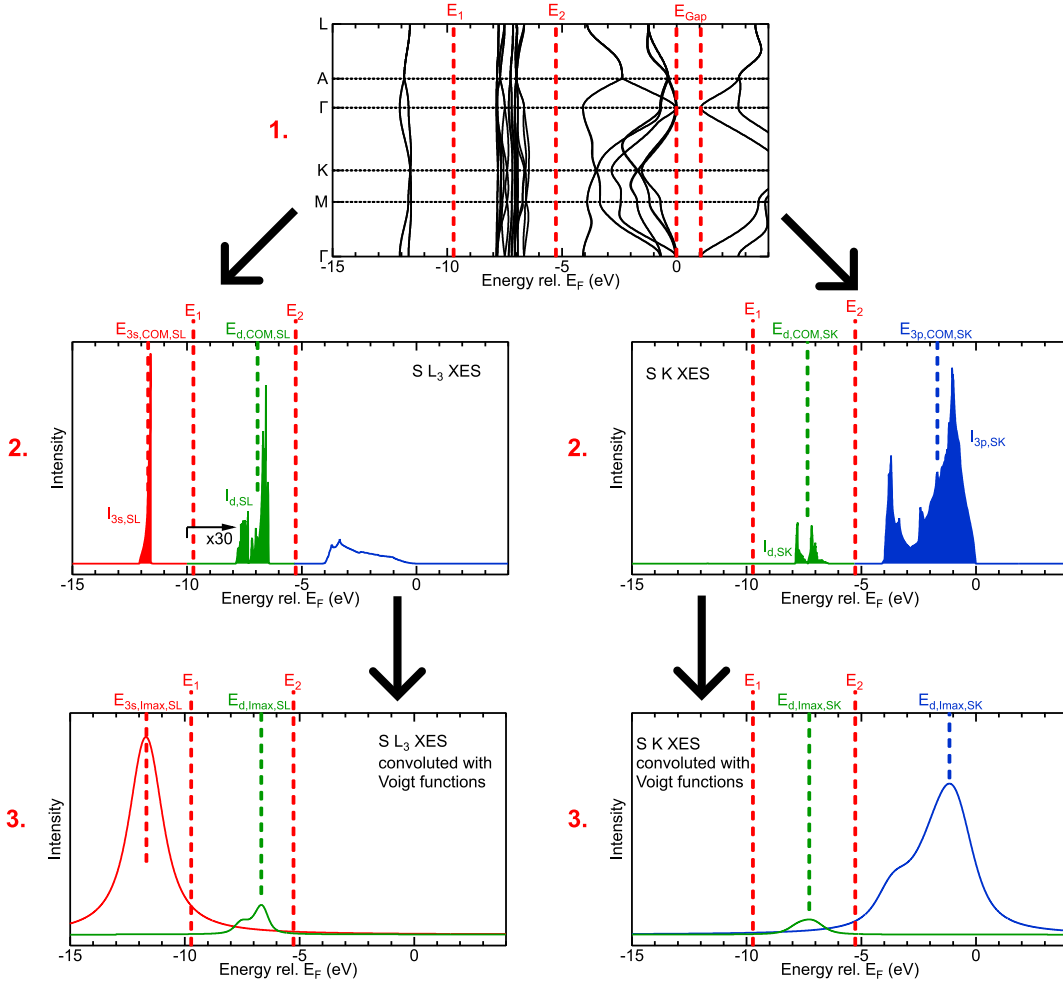 E1 E2 EGap
L
A
Γ
1.
K
M
Γ
-15 -10 -5 0
Energy rel. EF (eV)
E1 E2
E3s,COM,SL Ed,COM,SL
S L3 XES
2.
Intensity
Id,SL
I3s,SL
x30
-15 -10 -5 0
Energy rel. EF (eV)
E1 E2
Ed,COM,SK E3p,COM,SK
S K XES
2.
Intensity
I3p,SK
Id,SK
-15 -10 -5 0
Energy rel. EF (eV)
E1 E2
E3s,Imax,SL Ed,Imax,SL
S L3 XES
convoluted with
Voigt functions
3.
Intensity
-15 -10 -5 0
Energy rel. EF (eV)
E1 E2
Ed,Imax,SK Ed,Imax,SK
S K XES
convoluted with
Voigt functions
3.
Intensity
-15 -10 -5 0
Energy rel. EF (eV)